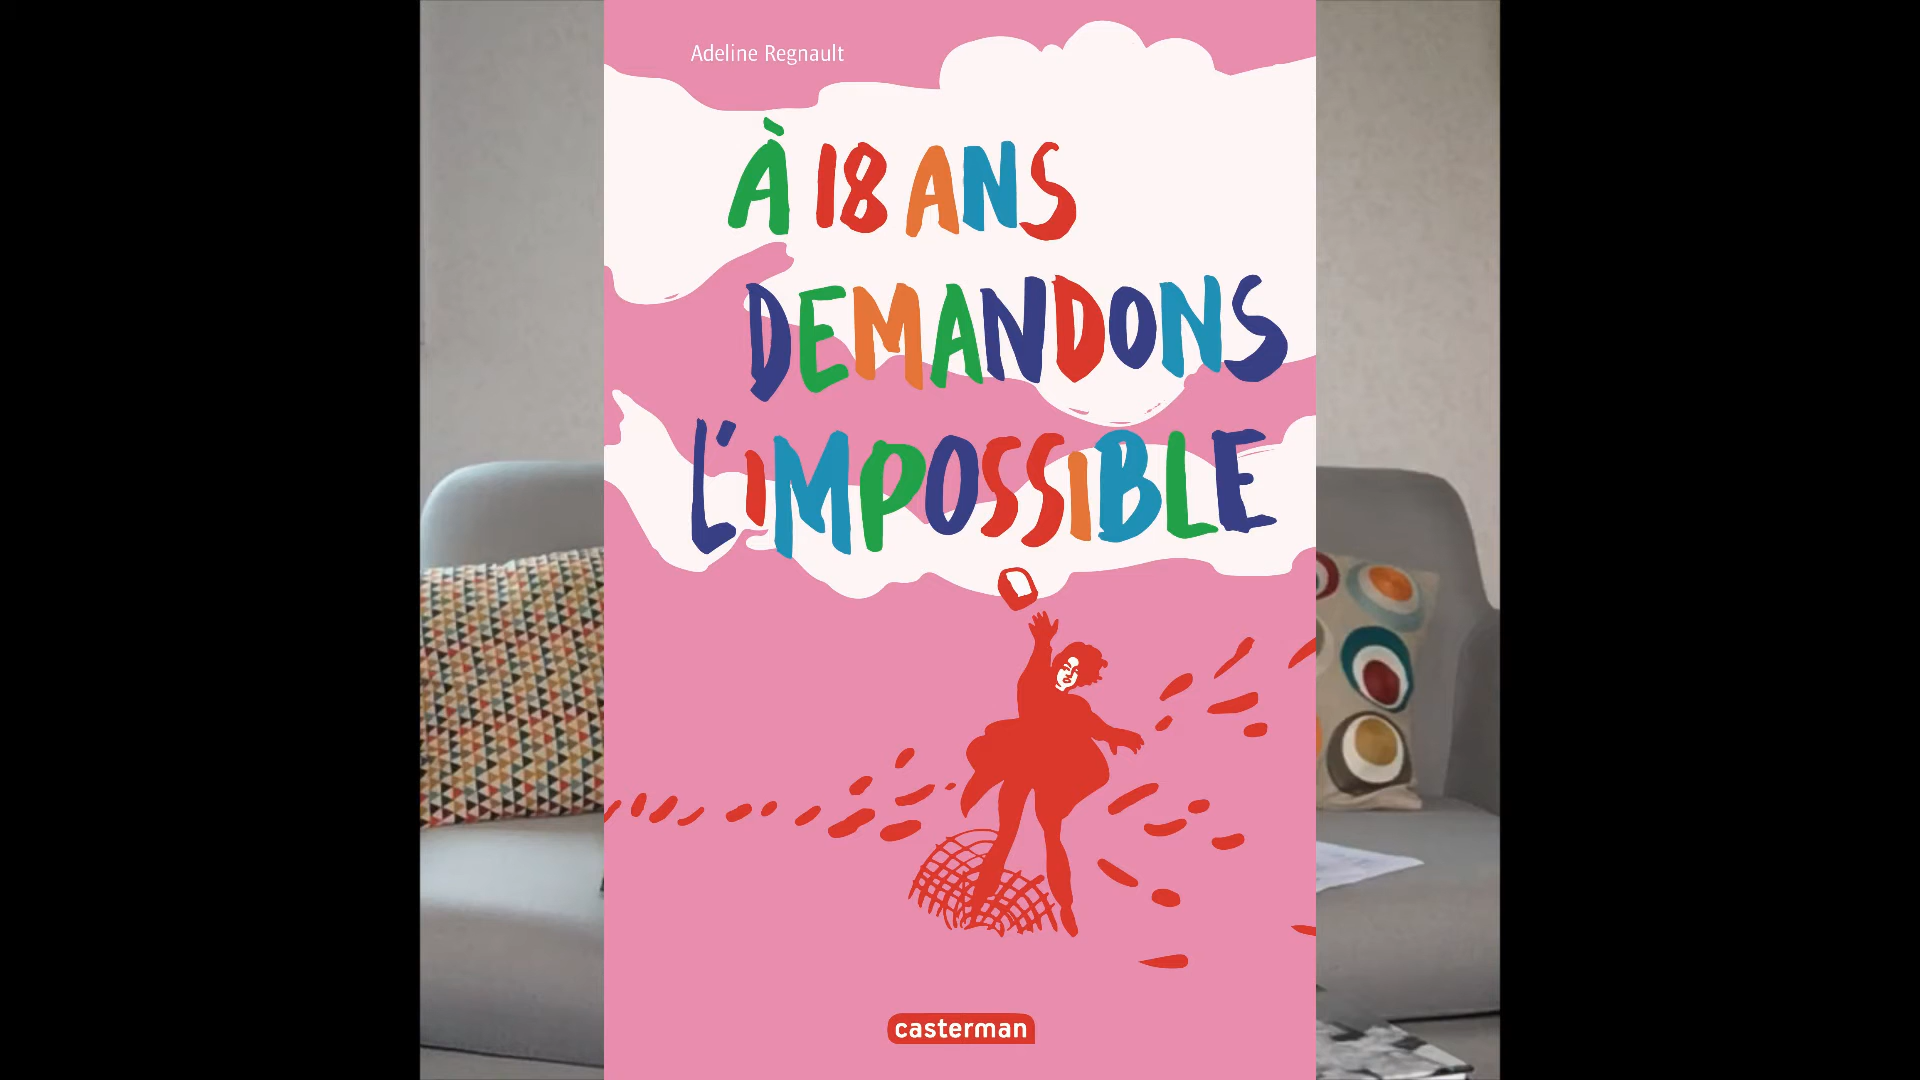 Adeline Regnault
À 18 ANS
DEMANDONS
L'IMPOSSIBLE
casterman